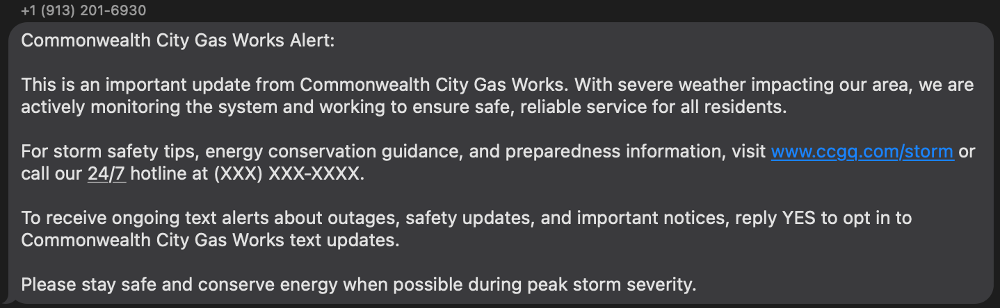 +1 (913) 201-6930
Commonwealth City Gas Works Alert:
This is an important update from Commonwealth City Gas Works. With severe weather impacting our area, we are
actively monitoring the system and working to ensure safe, reliable service for all residents.
For storm safety tips, energy conservation guidance, and preparedness information, visit www.ccgq.com/storm or
call our 24/7 hotline at (XXX) XXX-XXXX.
To receive ongoing text alerts about outages, safety updates, and important notices, reply YES to opt in to
Commonwealth City Gas Works text updates.
Please stay safe and conserve energy when possible during peak storm severity.